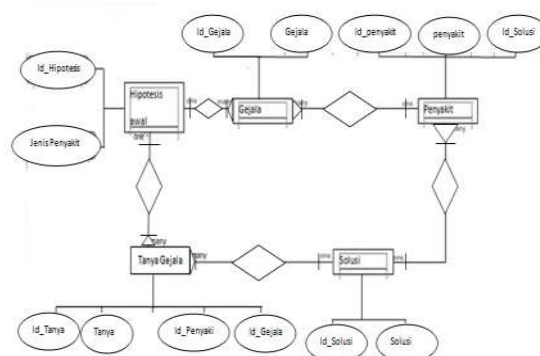 Id_Gejala
Gejala
Id_penyakit
penyakit
Id_Solusi
Id_Hipotesis
Hipotesis
awal
one
many
Gejala
one
Penyakit
Jenis Penyakit
one
many
Tanya Gejala
many
one
Solusi
one
Id_Tanya
Tanya
Id_Penyaki
Id_Gejala
Id_Solusi
Solusi